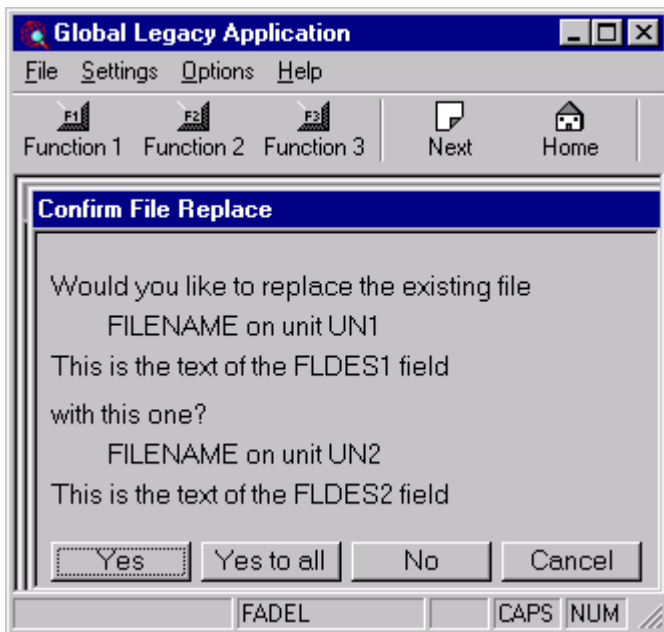 Global Legacy Application
File Settings Options Help
F1 F2 F3
Function 1 Function 2 Function 3 Next Home
Confirm File Replace
Would you like to replace the existing file
FILENAME on unit UN1
This is the text of the FLDES1 field
with this one?
FILENAME on unit UN2
This is the text of the FLDES2 field
Yes Yes to all No Cancel
FADEL CAPS NUM